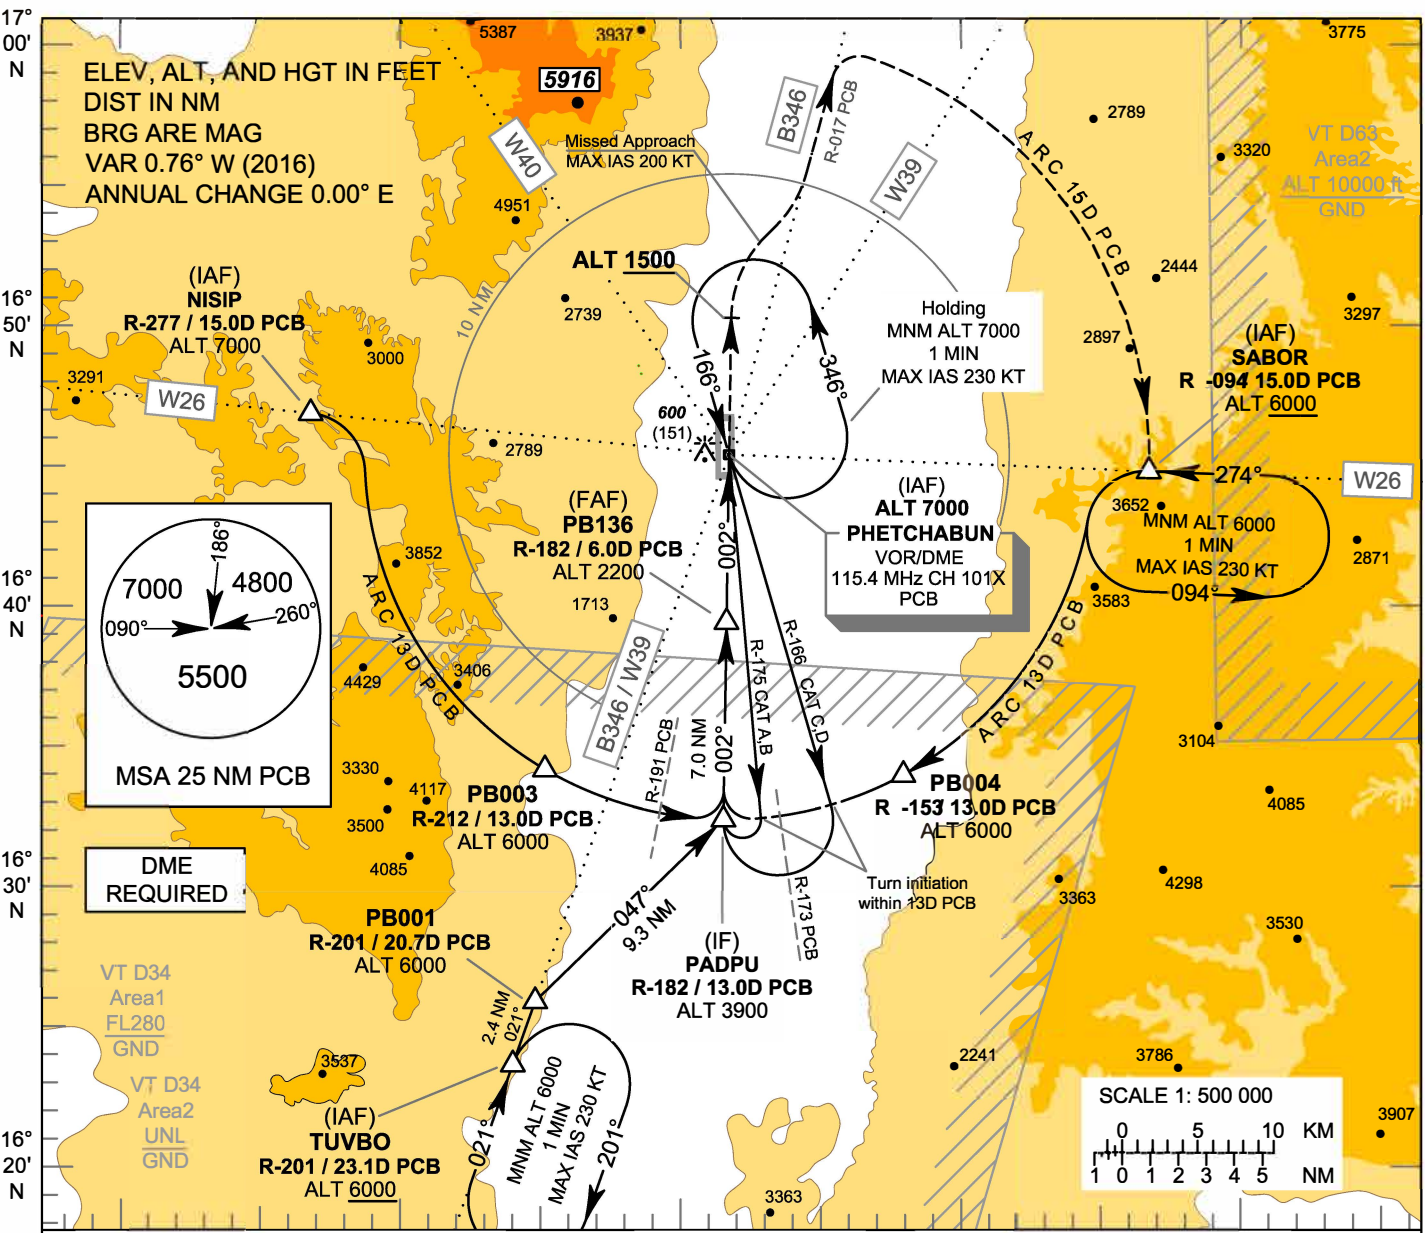 17°
00'
N
16°
50'
N
16°
40'
N
16°
30'
N
16°
20'
N
ELEV, ALT, AND HGT IN FEET
DIST IN NM
BRG ARE MAG
VAR 0.76° W (2016)
ANNUAL CHANGE 0.00° E
5387
3937
5916
W40
Missed Approach
MAX IAS 200 KT
4951
B346
R-017 PCB
W39
ARC 15D PCB
2789
3775
3320
VT D63
Area2
ALT 10000 ft
GND
2444
3297
2897
(IAF)
NISIP
R-277 / 15.0D PCB
ALT 7000
3000
3291
W26
ALT 1500
2739
10 NM
166°
346°
Holding
MNM ALT 7000
1 MIN
MAX IAS 230 KT
(IAF)
SABOR
R -094 15.0D PCB
ALT 6000
600
(151)
2789
274°
W26
3652
MNM ALT 6000
1 MIN
MAX IAS 230 KT
094°
3583
2871
(IAF)
ALT 7000
PHETCHABUN
VOR/DME
115.4 MHz CH 101X
PCB
(FAF)
PB136
R-182 / 6.0D PCB
ALT 2200
002°
1713
3852
ARC 13D PCB
3406
4429
7000
4800
5500
186°
090°
260°
MSA 25 NM PCB
B346 / W39
R-191 PCB
7.0 NM
002°
R-175 CAT A,B
R-166 CAT C,D
ARC 13D PCB
3104
3330
4117
3500
4085
PB003
R-212 / 13.0D PCB
ALT 6000
PB004
R -153 13.0D PCB
ALT 6000
4085
DME
REQUIRED
Turn initiation
within 13D PCB
R-173 PCB
3363
4298
3530
PB001
R-201 / 20.7D PCB
ALT 6000
047°
9.3 NM
(IF)
PADPU
R-182 / 13.0D PCB
ALT 3900
VT D34
Area1
FL280
GND
VT D34
Area2
UNL
GND
2.4 NM
021°
3537
(IAF)
TUVBO
R-201 / 23.1D PCB
ALT 6000
021°
MNM ALT 6000
1 MIN
MAX IAS 230 KT
201°
2241
3786
3363
3907
SCALE 1: 500 000
0 5 10 KM
1 0 1 2 3 4 5 NM